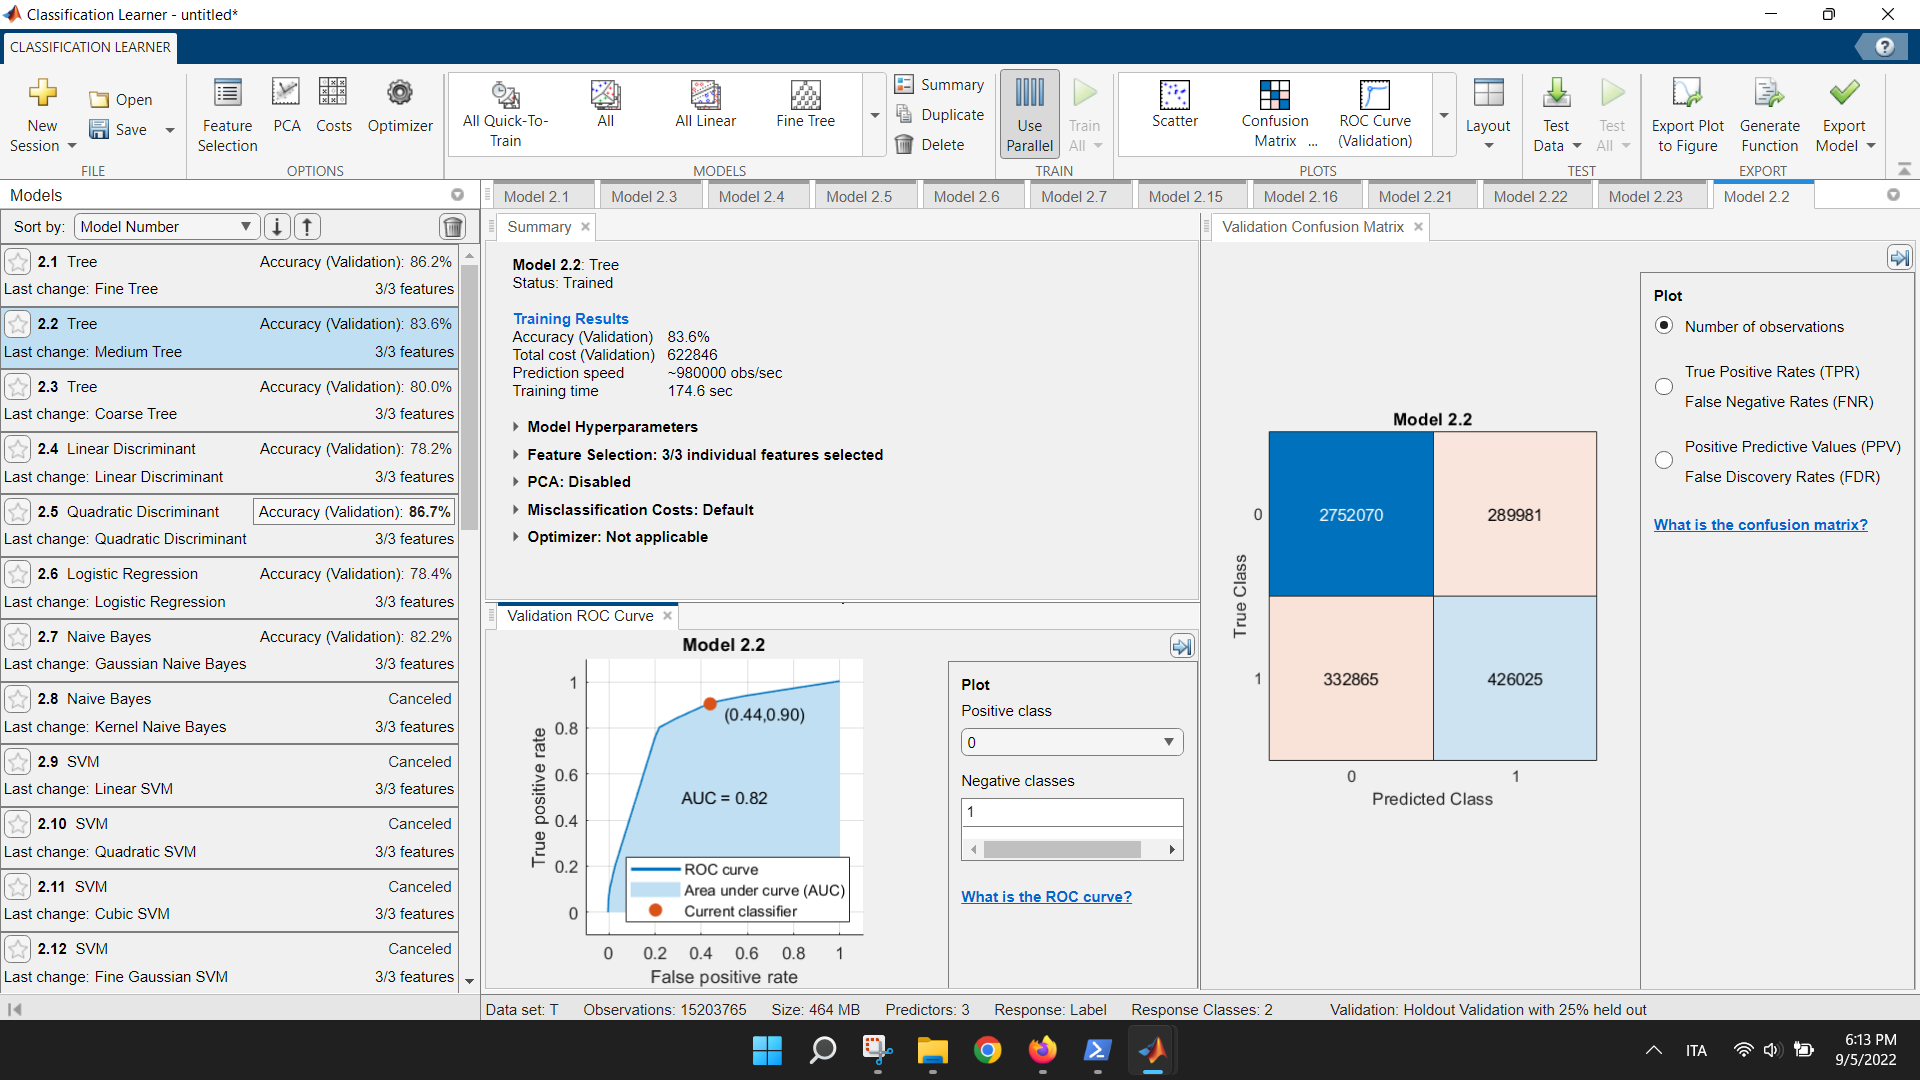 Classification Learner - untitled*
CLASSIFICATION LEARNER
?
New
Session
Open
Save
FILE
Feature
Selection
PCA
Costs
Optimizer
OPTIONS
All Quick-To-
Train
All
All Linear
Fine Tree
Summary
Duplicate
Delete
MODELS
Use
Parallel
Train
All
TRAIN
Scatter
Confusion
Matrix ...
ROC Curve
(Validation)
Layout
PLOTS
Test
Data
Test
All
TEST
Export Plot
to Figure
Generate
Function
Export
Model
EXPORT
Models
Sort by: Model Number
2.1 Tree Accuracy (Validation): 86.2%
Last change: Fine Tree 3/3 features
2.2 Tree Accuracy (Validation): 83.6%
Last change: Medium Tree 3/3 features
2.3 Tree Accuracy (Validation): 80.0%
Last change: Coarse Tree 3/3 features
2.4 Linear Discriminant Accuracy (Validation): 78.2%
Last change: Linear Discriminant 3/3 features
2.5 Quadratic Discriminant Accuracy (Validation): 86.7%
Last change: Quadratic Discriminant 3/3 features
2.6 Logistic Regression Accuracy (Validation): 78.4%
Last change: Logistic Regression 3/3 features
2.7 Naive Bayes Accuracy (Validation): 82.2%
Last change: Gaussian Naive Bayes 3/3 features
2.8 Naive Bayes Canceled
Last change: Kernel Naive Bayes 3/3 features
2.9 SVM Canceled
Last change: Linear SVM 3/3 features
2.10 SVM Canceled
Last change: Quadratic SVM 3/3 features
2.11 SVM Canceled
Last change: Cubic SVM 3/3 features
2.12 SVM Canceled
Last change: Fine Gaussian SVM 3/3 features
Model 2.1 Model 2.3 Model 2.4 Model 2.5 Model 2.6 Model 2.7 Model 2.15 Model 2.16 Model 2.21 Model 2.22 Model 2.23 Model 2.2
Summary
Model 2.2: Tree
Status: Trained
Training Results
Accuracy (Validation) 83.6%
Total cost (Validation) 622846
Prediction speed ~980000 obs/sec
Training time 174.6 sec
Model Hyperparameters
Feature Selection: 3/3 individual features selected
PCA: Disabled
Misclassification Costs: Default
Optimizer: Not applicable
Validation ROC Curve
Model 2.2
1
0.8
0.6
0.4
0.2
0
True positive rate
(0.44,0.90)
AUC = 0.82
ROC curve
Area under curve (AUC)
Current classifier
0 0.2 0.4 0.6 0.8 1
False positive rate
Plot
Positive class
0
Negative classes
1
What is the ROC curve?
Validation Confusion Matrix
Model 2.2
True Class
0 2752070 289981
1 332865 426025
0 1
Predicted Class
Plot
Number of observations
True Positive Rates (TPR)
False Negative Rates (FNR)
Positive Predictive Values (PPV)
False Discovery Rates (FDR)
What is the confusion matrix?
Data set: T Observations: 15203765 Size: 464 MB Predictors: 3 Response: Label Response Classes: 2 Validation: Holdout Validation with 25% held out
ITA
6:13 PM
9/5/2022